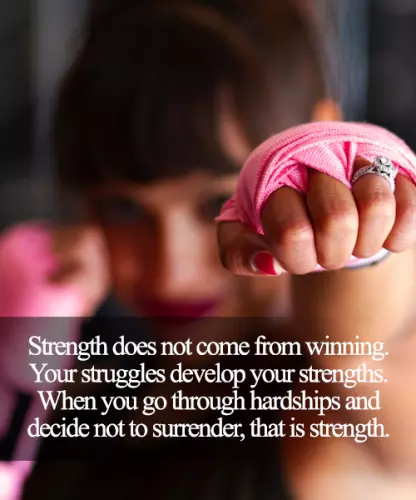 Strength does not come from winning.
Your struggles develop your strengths.
When you go through hardships and
decide not to surrender, that is strength.